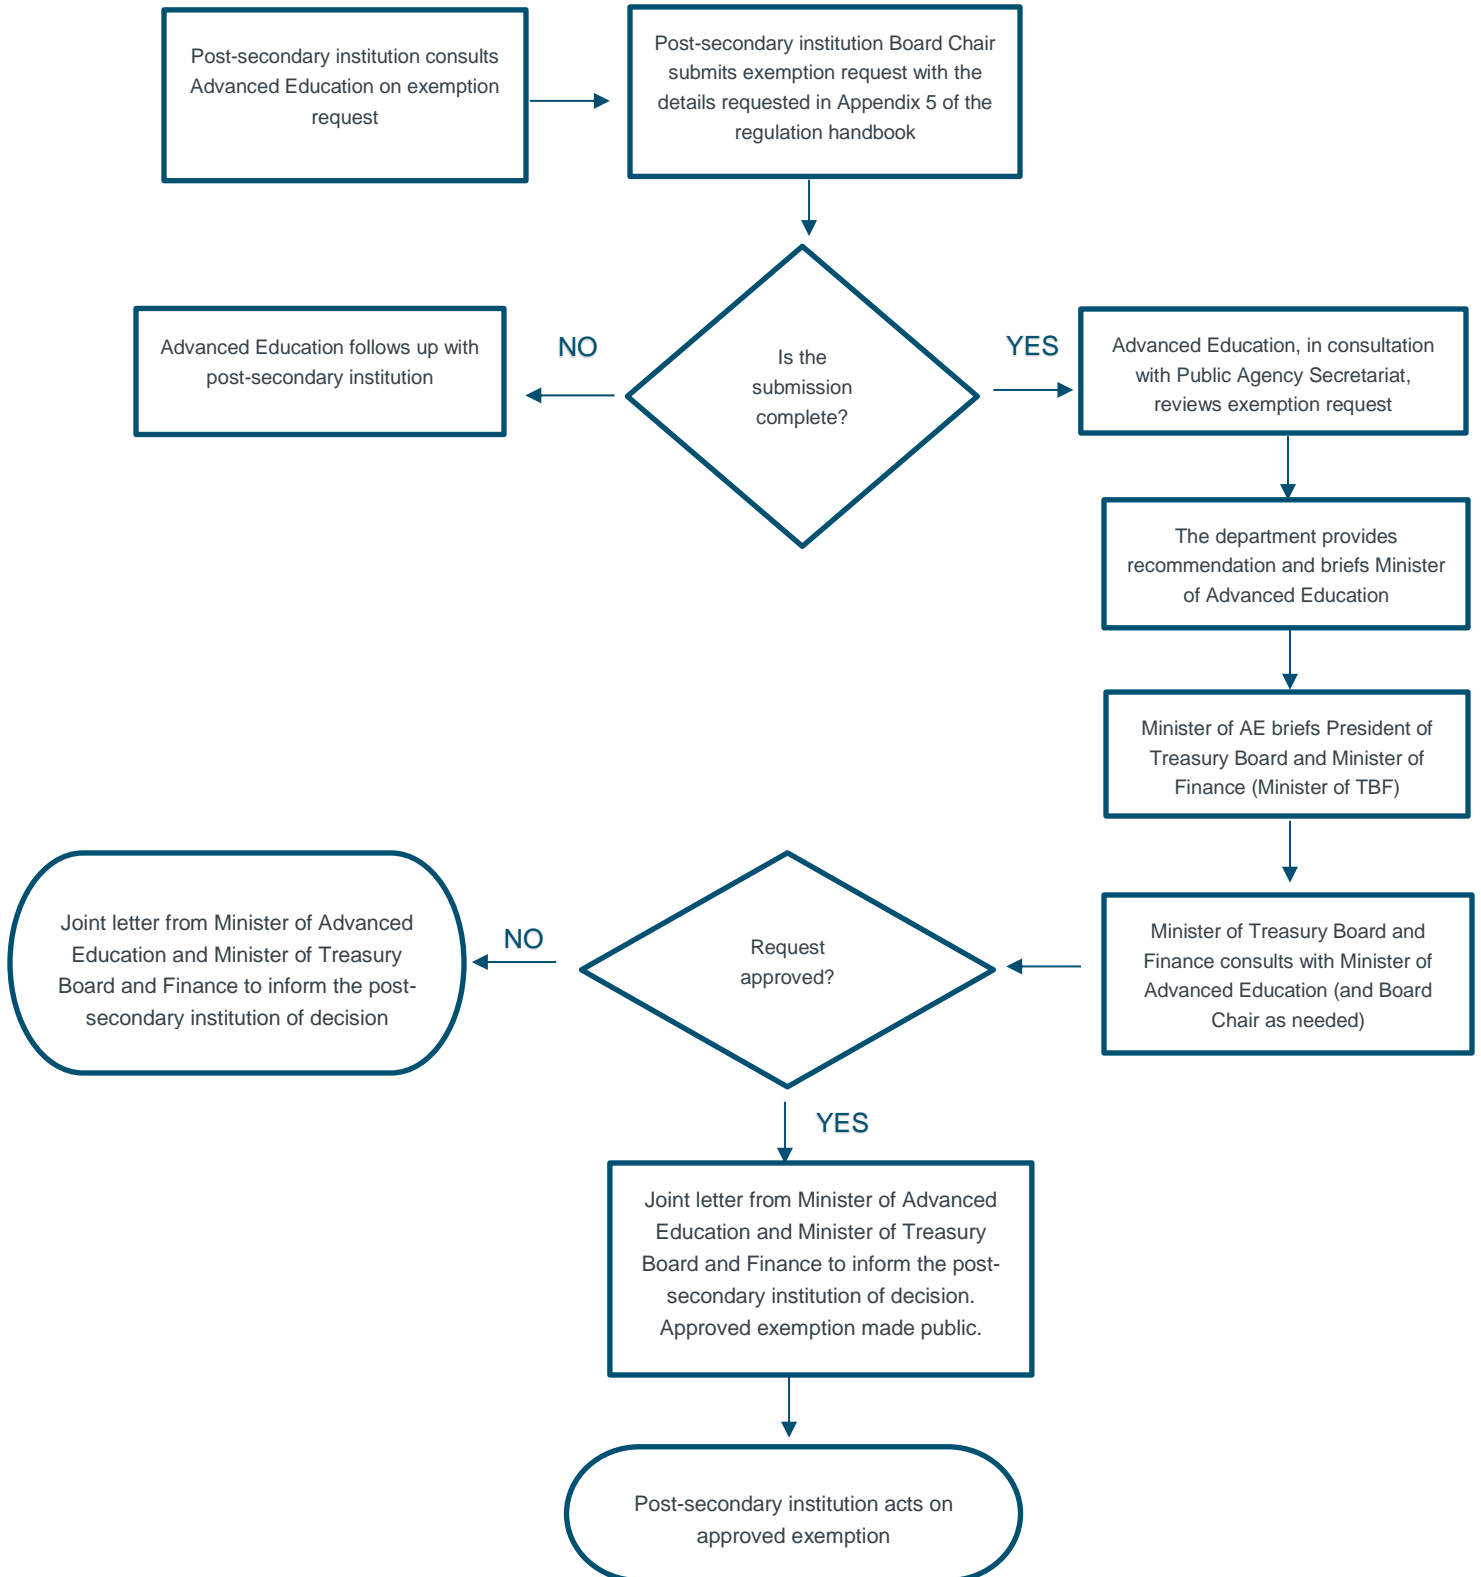 Post-secondary institution consults
Advanced Education on exemption
request
Post-secondary institution Board Chair
submits exemption request with the
details requested in Appendix 5 of the
regulation handbook
Is the
submission
complete?
NO
Advanced Education follows up with
post-secondary institution
YES
Advanced Education, in consultation
with Public Agency Secretariat,
reviews exemption request
The department provides
recommendation and briefs Minister
of Advanced Education
Minister of AE briefs President of
Treasury Board and Minister of
Finance (Minister of TBF)
Minister of Treasury Board and
Finance consults with Minister of
Advanced Education (and Board
Chair as needed)
Request
approved?
NO
Joint letter from Minister of Advanced
Education and Minister of Treasury
Board and Finance to inform the post-
secondary institution of decision
YES
Joint letter from Minister of Advanced
Education and Minister of Treasury
Board and Finance to inform the post-
secondary institution of decision.
Approved exemption made public.
Post-secondary institution acts on
approved exemption